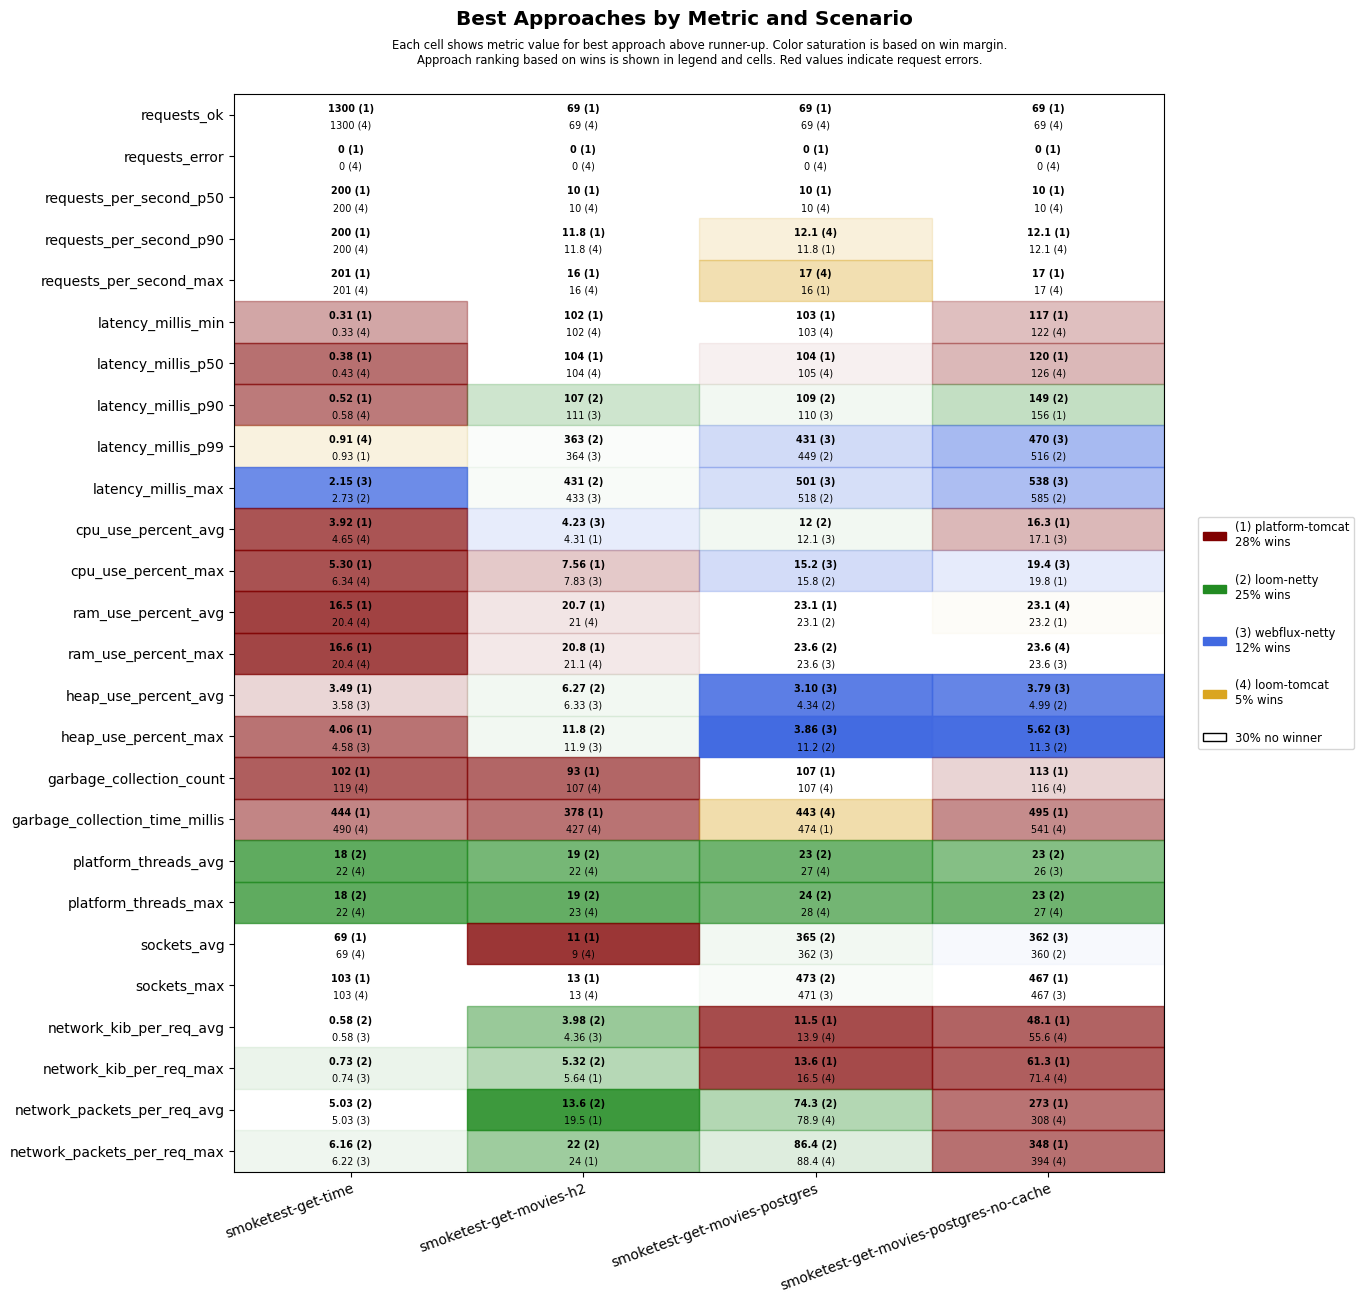 Best Approaches by Metric and Scenario
Each cell shows metric value for best approach above runner-up. Color saturation is based on win margin.
Approach ranking based on wins is shown in legend and cells. Red values indicate request errors.
requests_ok
1300 (1) 69 (1) 69 (1) 69 (1)
1300 (4) 69 (4) 69 (4) 69 (4)
requests_error
0 (1) 0 (1) 0 (1) 0 (1)
0 (4) 0 (4) 0 (4) 0 (4)
requests_per_second_p50
200 (1) 10 (1) 10 (1) 10 (1)
200 (4) 10 (4) 10 (4) 10 (4)
requests_per_second_p90
200 (1) 11.8 (1) 12.1 (4) 12.1 (1)
200 (4) 11.8 (4) 11.8 (1) 12.1 (4)
requests_per_second_max
201 (1) 16 (1) 17 (4) 17 (1)
201 (4) 16 (4) 16 (1) 17 (4)
latency_millis_min
0.31 (1) 102 (1) 103 (1) 117 (1)
0.33 (4) 102 (4) 103 (4) 122 (4)
latency_millis_p50
0.38 (1) 104 (1) 104 (1) 120 (1)
0.43 (4) 104 (4) 105 (4) 126 (4)
latency_millis_p90
0.52 (1) 107 (2) 109 (2) 149 (2)
0.58 (4) 111 (3) 110 (3) 156 (1)
latency_millis_p99
0.91 (4) 363 (2) 431 (3) 470 (3)
0.93 (1) 364 (3) 449 (2) 516 (2)
latency_millis_max
2.15 (3) 431 (2) 501 (3) 538 (3)
2.73 (2) 433 (3) 518 (2) 585 (2)
cpu_use_percent_avg
3.92 (1) 4.23 (3) 12 (2) 16.3 (1)
4.65 (4) 4.31 (1) 12.1 (3) 17.1 (3)
cpu_use_percent_max
5.30 (1) 7.56 (1) 15.2 (3) 19.4 (3)
6.34 (4) 7.83 (3) 15.8 (2) 19.8 (1)
ram_use_percent_avg
16.5 (1) 20.7 (1) 23.1 (1) 23.1 (4)
20.4 (4) 21 (4) 23.1 (2) 23.2 (1)
ram_use_percent_max
16.6 (1) 20.8 (1) 23.6 (2) 23.6 (4)
20.4 (4) 21.1 (4) 23.6 (3) 23.6 (3)
heap_use_percent_avg
3.49 (1) 6.27 (2) 3.10 (3) 3.79 (3)
3.58 (3) 6.33 (3) 4.34 (2) 4.99 (2)
heap_use_percent_max
4.06 (1) 11.8 (2) 3.86 (3) 5.62 (3)
4.58 (3) 11.9 (3) 11.2 (2) 11.3 (2)
garbage_collection_count
102 (1) 93 (1) 107 (1) 113 (1)
119 (4) 107 (4) 107 (4) 116 (4)
garbage_collection_time_millis
444 (1) 378 (1) 443 (4) 495 (1)
490 (4) 427 (4) 474 (1) 541 (4)
platform_threads_avg
18 (2) 19 (2) 23 (2) 23 (2)
22 (4) 22 (4) 27 (4) 26 (3)
platform_threads_max
18 (2) 19 (2) 24 (2) 23 (2)
22 (4) 23 (4) 28 (4) 27 (4)
sockets_avg
69 (1) 11 (1) 365 (2) 362 (3)
69 (4) 9 (4) 362 (3) 360 (2)
sockets_max
103 (1) 13 (1) 473 (2) 467 (1)
103 (4) 13 (4) 471 (3) 467 (3)
network_kib_per_req_avg
0.58 (2) 3.98 (2) 11.5 (1) 48.1 (1)
0.58 (3) 4.36 (3) 13.9 (4) 55.6 (4)
network_kib_per_req_max
0.73 (2) 5.32 (2) 13.6 (1) 61.3 (1)
0.74 (3) 5.64 (1) 16.5 (4) 71.4 (4)
network_packets_per_req_avg
5.03 (2) 13.6 (2) 74.3 (2) 273 (1)
5.03 (3) 19.5 (1) 78.9 (4) 308 (4)
network_packets_per_req_max
6.16 (2) 22 (2) 86.4 (2) 348 (1)
6.22 (3) 24 (1) 88.4 (4) 394 (4)
smoketest-get-time
smoketest-get-movies-h2
smoketest-get-movies-postgres
smoketest-get-movies-postgres-no-cache
(1) platform-tomcat
28% wins
(2) loom-netty
25% wins
(3) webflux-netty
12% wins
(4) loom-tomcat
5% wins
30% no winner